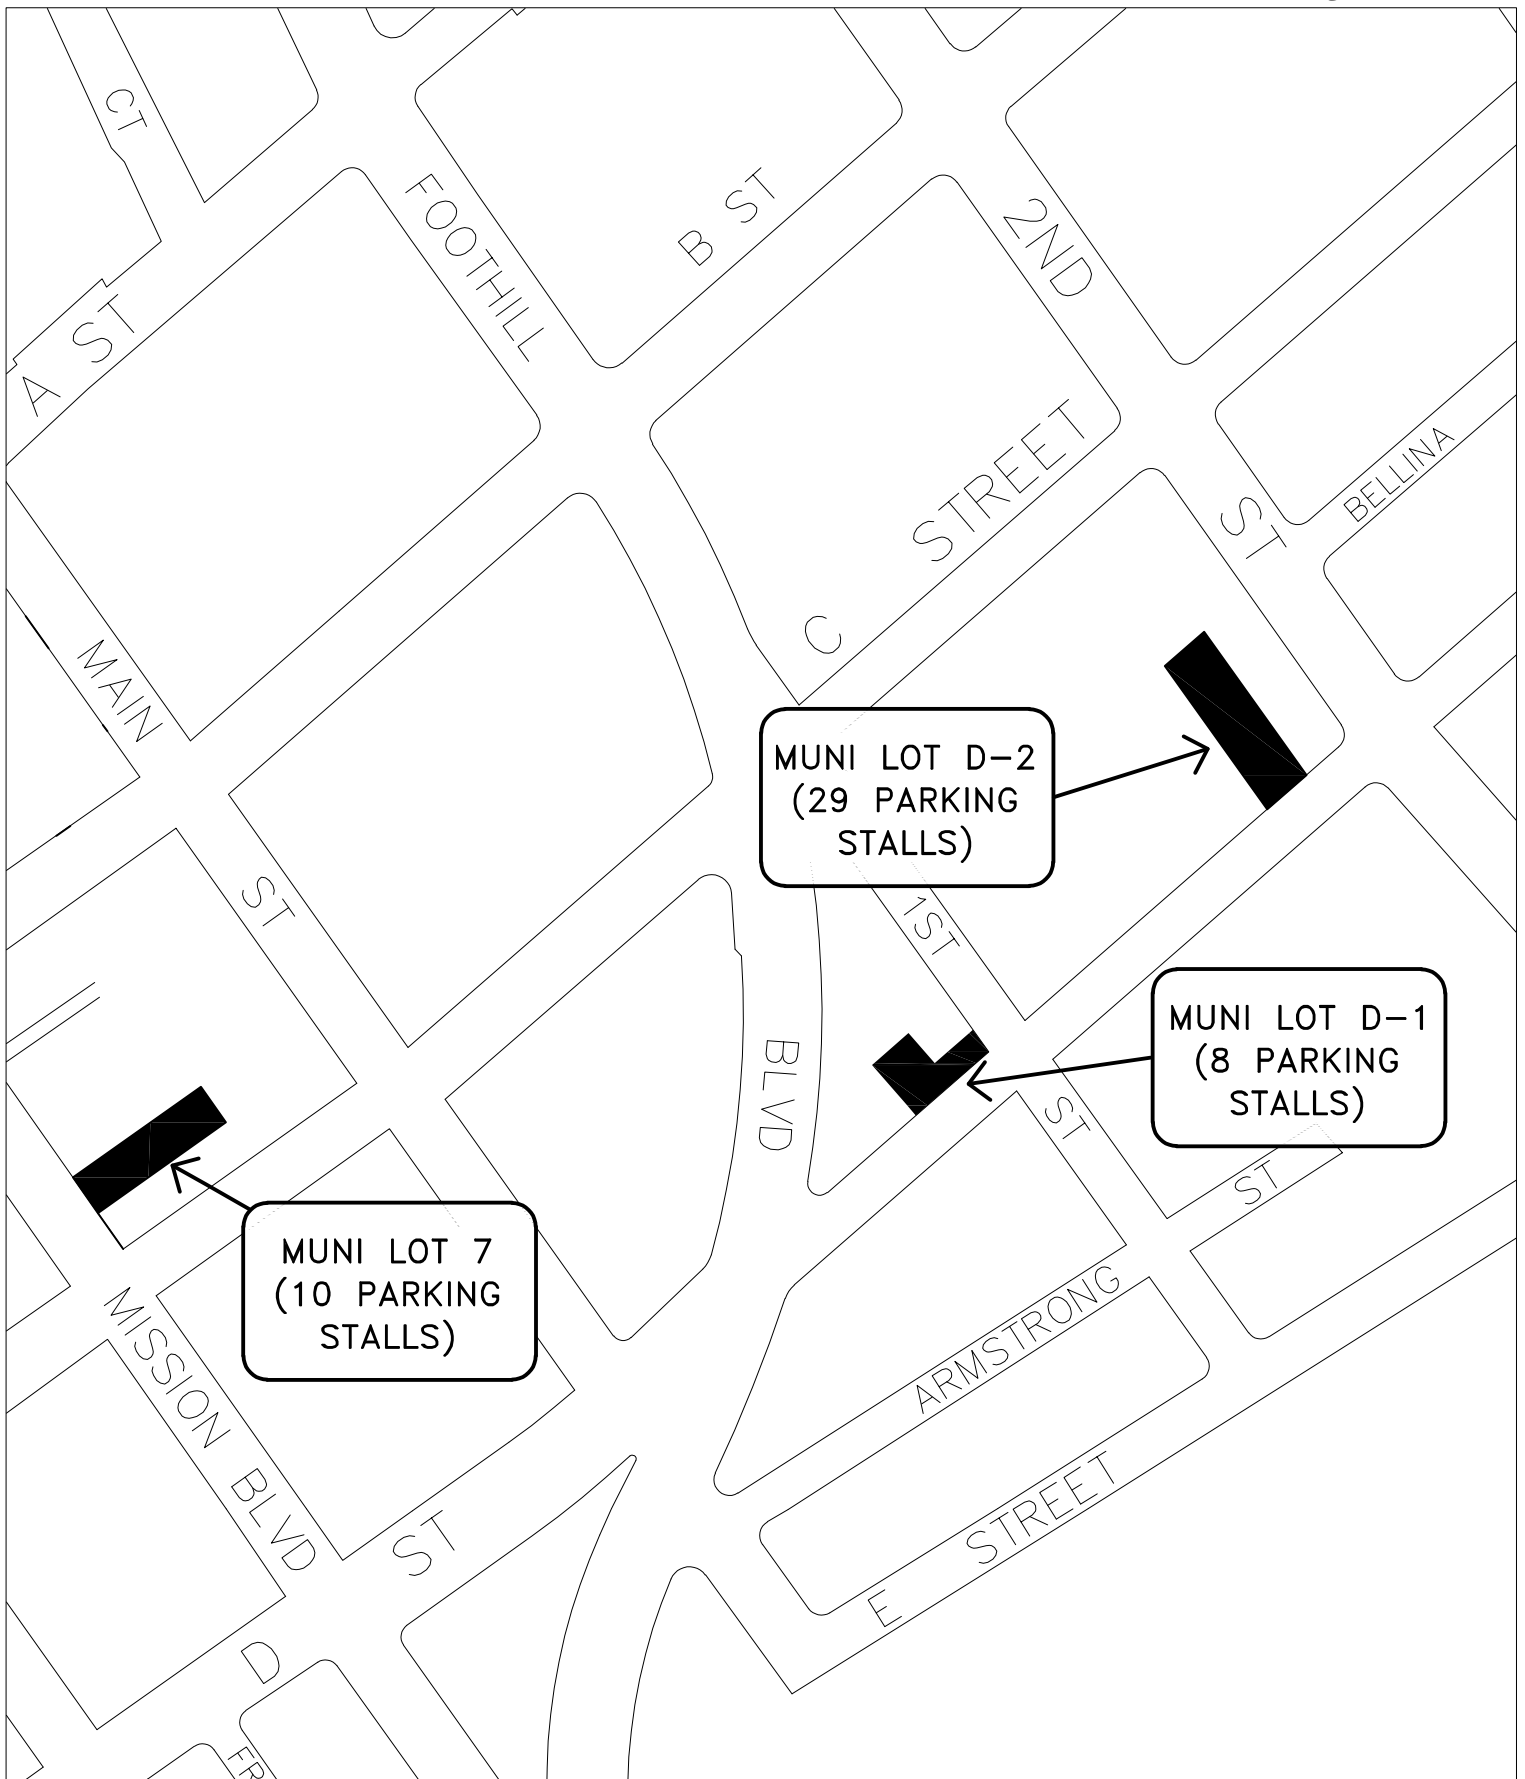 CT
FOOTHILL
B ST
2ND
A ST
STREET
BELLINA
ST
C
MAIN
MUNI LOT D-2
(29 PARKING
STALLS)
ST
1ST
MUNI LOT D-1
(8 PARKING
STALLS)
BLVD
ST
ST
MUNI LOT 7
(10 PARKING
STALLS)
ARMSTRONG
MISSION BLVD
STREET
ST
E
D